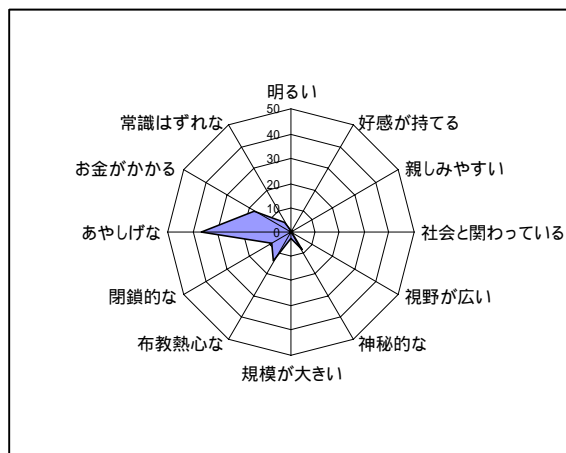 明るい
好感が持てる
親しみやすい
社会と関わっている
視野が広い
神秘的な
規模が大きい
布教熱心な
閉鎖的な
あやしげな
お金がかかる
常識はずれな
50
40
30
20
10
0